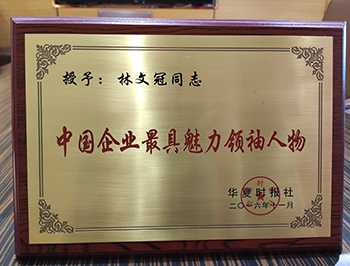 授予：林文冠同志
中国企业最具魅力领袖人物
华夏时报社
二〇一六年十一月